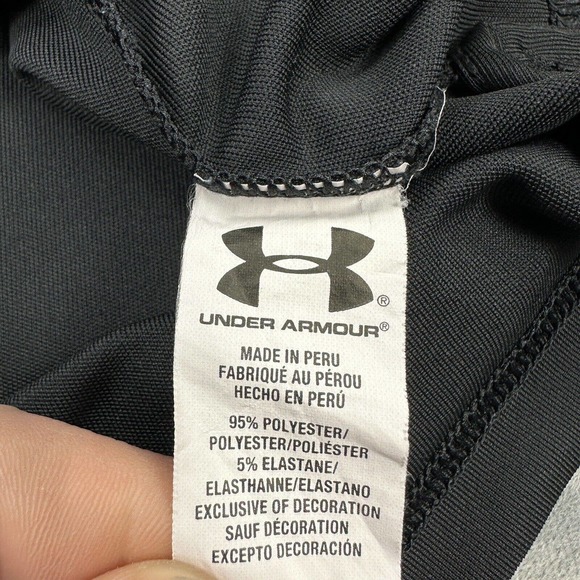 UNDER ARMOUR®
MADE IN PERU
FABRIQUÉ AU PÉROU
HECHO EN PERÚ
95% POLYESTER/
POLYESTER/POLIÉSTER
5% ELASTANE/
ELASTHANNE/ELASTANO
EXCLUSIVE OF DECORATION
SAUF DÉCORATION
EXCEPTO DECORACIÓN